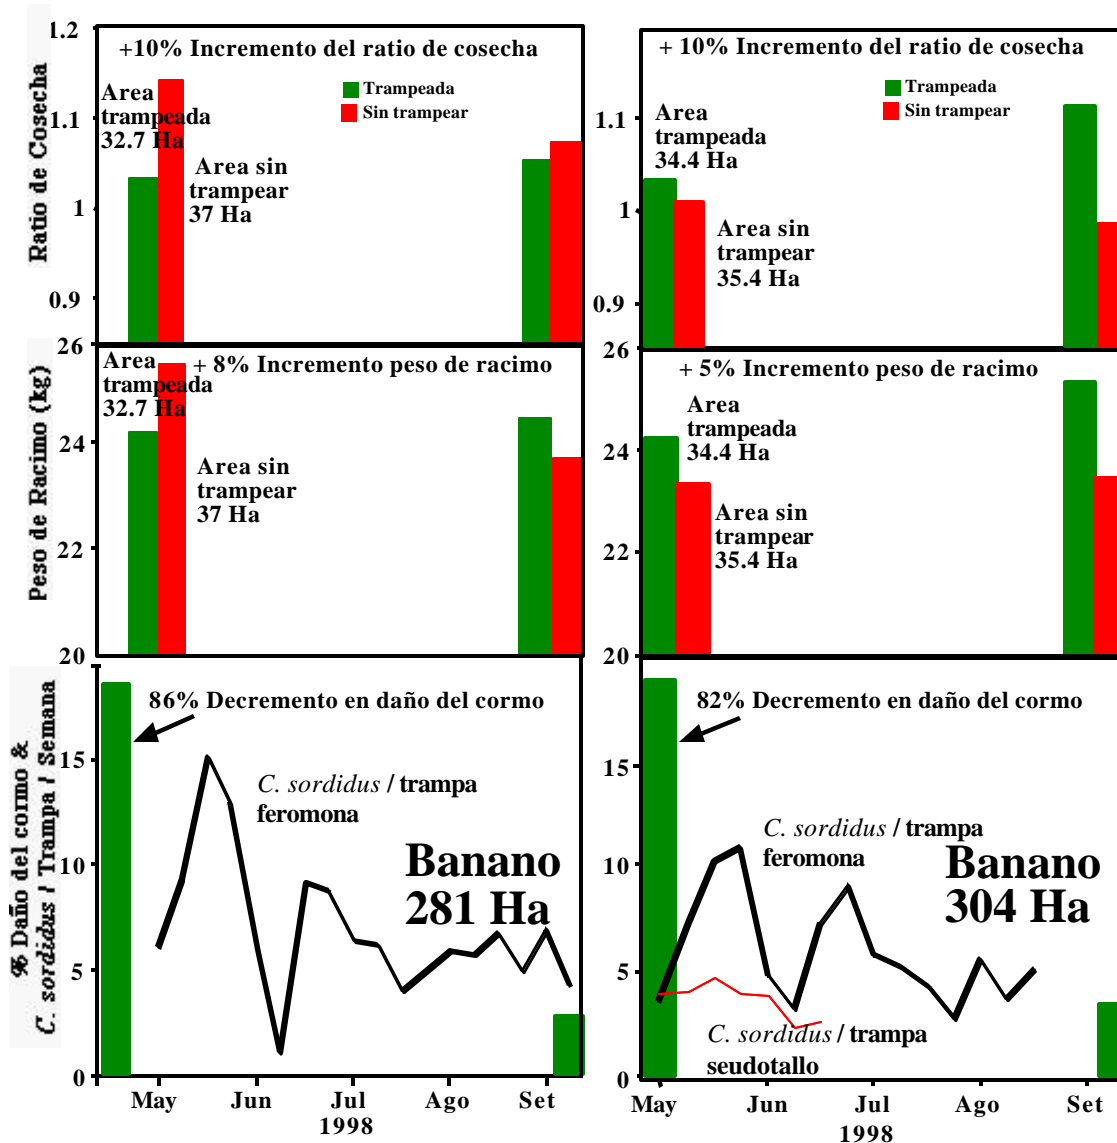 Ratio de Cosecha
1.2
1.1
1
0.9
+10% Incremento del ratio de cosecha
Trampeada
Sin trampear
Area
trampeada
32.7 Ha
Area sin
trampear
37 Ha
1.1
1
0.9
+ 10% Incremento del ratio de cosecha
Trampeada
Sin trampear
Area
trampeada
34.4 Ha
Area sin
trampear
35.4 Ha
Peso de Racimo (kg)
26
24
22
20
+ 8% Incremento peso de racimo
Area
trampeada
32.7 Ha
Area sin
trampear
37 Ha
26
24
22
20
+ 5% Incremento peso de racimo
Area
trampeada
34.4 Ha
Area sin
trampear
35.4 Ha
% Daño del cormo &
C. sordidus / Trampa / Semana
15
10
5
0
86% Decremento en daño del cormo
C. sordidus / trampa
feromona
Banano
281 Ha
May Jun Jul Ago Set
1998
15
10
5
0
82% Decremento en daño del cormo
C. sordidus / trampa
feromona
Banano
304 Ha
C. sordidus / trampa
seudotallo
May Jun Jul Ago Set
1998